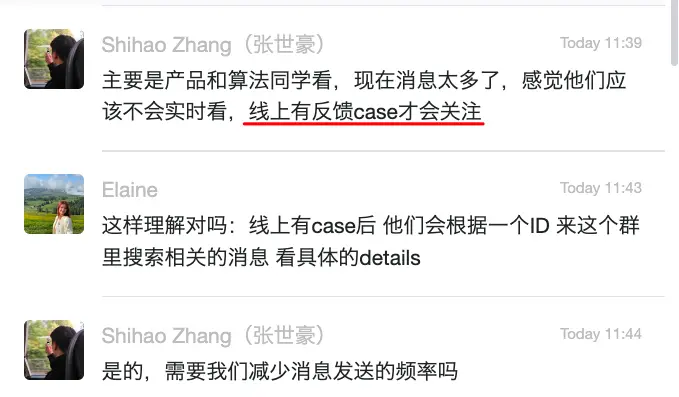 Shihao Zhang（张世豪） Today 11:39
主要是产品和算法同学看，现在消息太多了，感觉他们应
该不会实时看，线上有反馈case才会关注
Elaine Today 11:43
这样理解对吗：线上有case后 他们会根据一个ID 来这个群
里搜索相关的消息 看具体的details
Shihao Zhang（张世豪） Today 11:44
是的，需要我们减少消息发送的频率吗